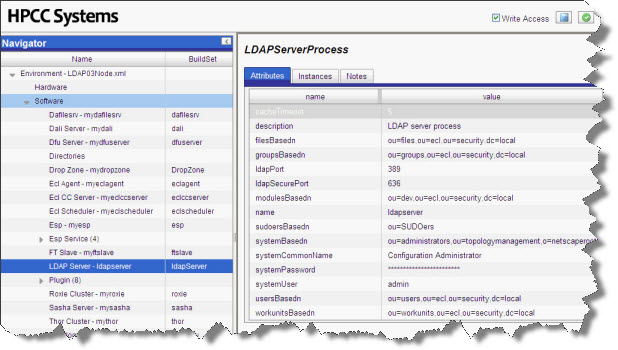 HPCC Systems
Write Access
Navigator
Name BuildSet
Environment - LDAP03Node.xml
Hardware
Software
Dafilesrv - mydafilesrv dafilesrv
Dali Server - mydali dali
Dfu Server - mydfuserver dfuserver
Directories
Drop Zone - mydropzone DropZone
Ecl Agent - myeclagent eclagent
Ecl CC Server - myeclccserver eclccserver
Ecl Scheduler - myeclscheduler eclscheduler
Esp - myesp esp
Esp Service (4)
FT Slave - myftslave ftslave
LDAP Server - ldapserver ldapServer
Plugin (8)
Roxie Cluster - myroxie roxie
Sasha Server - mysasha sasha
Thor Cluster - mythor thor
LDAPServerProcess
Attributes Instances Notes
name value
cacheTimeout 5
description LDAP server process
filesBasedn ou=files,ou=ecl,ou=security,dc=local
groupsBasedn ou=groups,ou=ecl,ou=security,dc=local
ldapPort 389
ldapSecurePort 636
modulesBasedn ou=dev,ou=ecl,ou=security,dc=local
name ldapserver
sudoersBasedn ou=SUDOers
systemBasedn ou=administrators,ou=topologymanagement,o=netscaperoot
systemCommonName Configuration Administrator
systemPassword ************************
systemUser admin
usersBasedn ou=users,ou=ecl,ou=security,dc=local
workunitsBasedn ou=workunits,ou=ecl,ou=security,dc=local